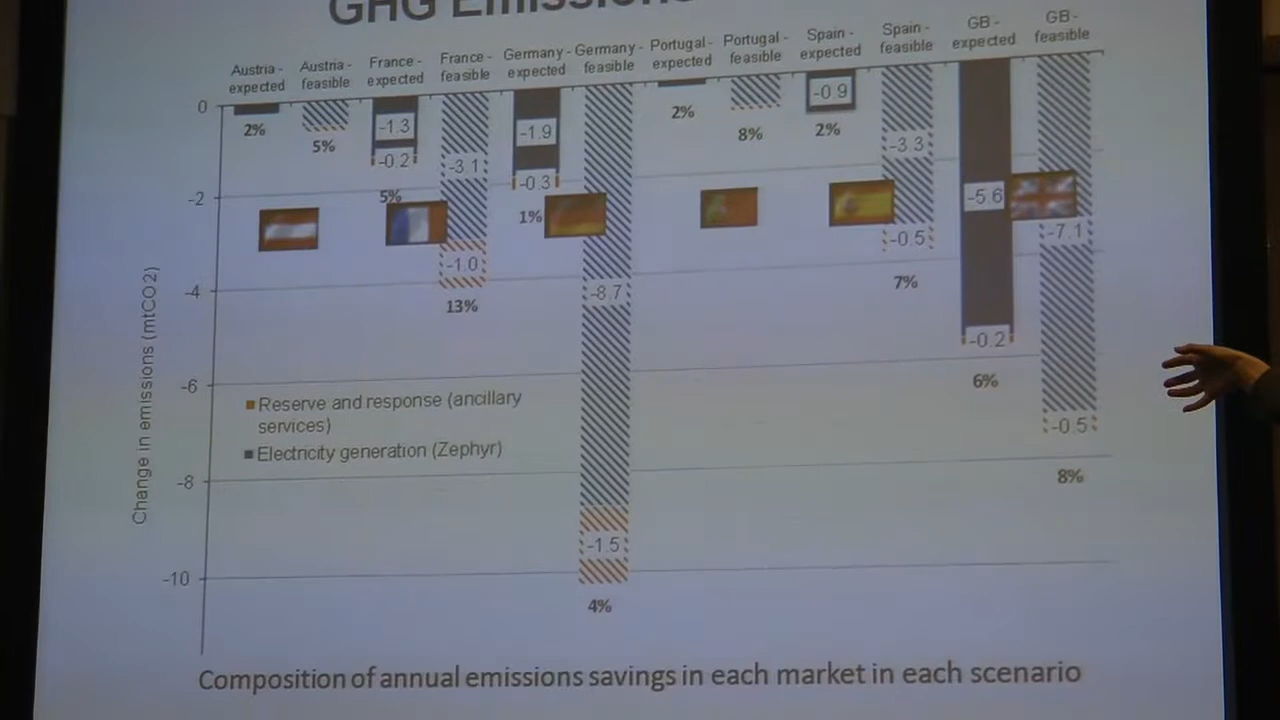 GHG Emissions
Austria - expected
Austria - feasible
France - expected
France - feasible
Germany - expected
Germany - feasible
Portugal - expected
Portugal - feasible
Spain - expected
Spain - feasible
GB - expected
GB - feasible
0
-2
-4
-6
-8
-10
Change in emissions (mtCO2)
2%
5%
-1.3
-0.2
5%
-3.1
-1.0
13%
-1.9
-0.3
1%
-8.7
-1.5
4%
2%
8%
-0.9
2%
-3.3
-0.5
7%
-5.6
-0.2
6%
-7.1
-0.5
8%
Reserve and response (ancillary
services)
Electricity generation (Zephyr)
Composition of annual emissions savings in each market in each scenario